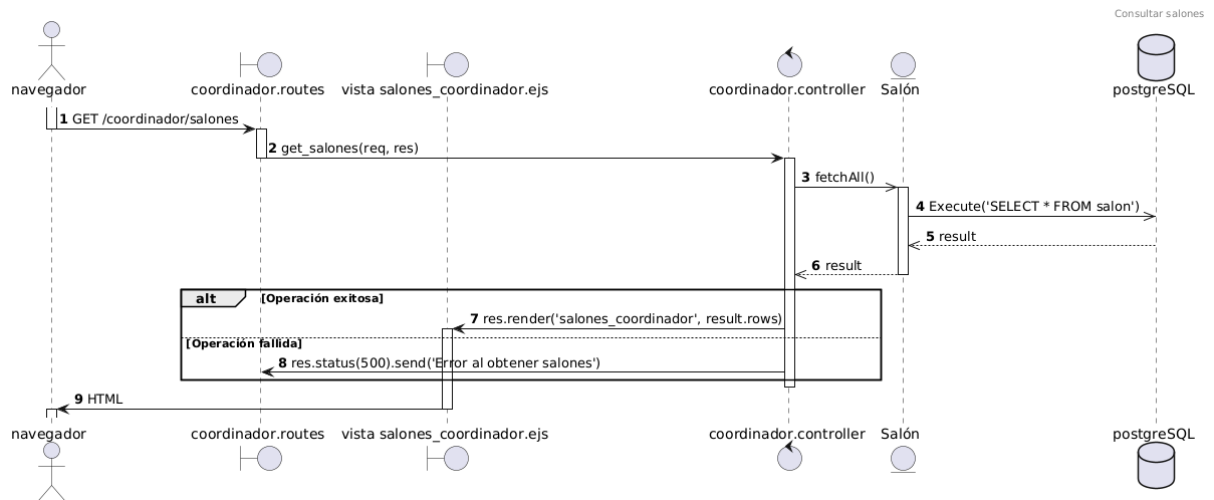 Consultar salones
navegador
coordinador.routes
vista salones_coordinador.ejs
coordinador.controller
Salón
postgreSQL
1 GET /coordinador/salones
2 get_salones(req, res)
3 fetchAll()
4 Execute('SELECT * FROM salon')
5 result
6 result
alt [Operación exitosa]
7 res.render('salones_coordinador', result.rows)
[Operación fallida]
8 res.status(500).send('Error al obtener salones')
9 HTML
navegador
coordinador.routes
vista salones_coordinador.ejs
coordinador.controller
Salón
postgreSQL